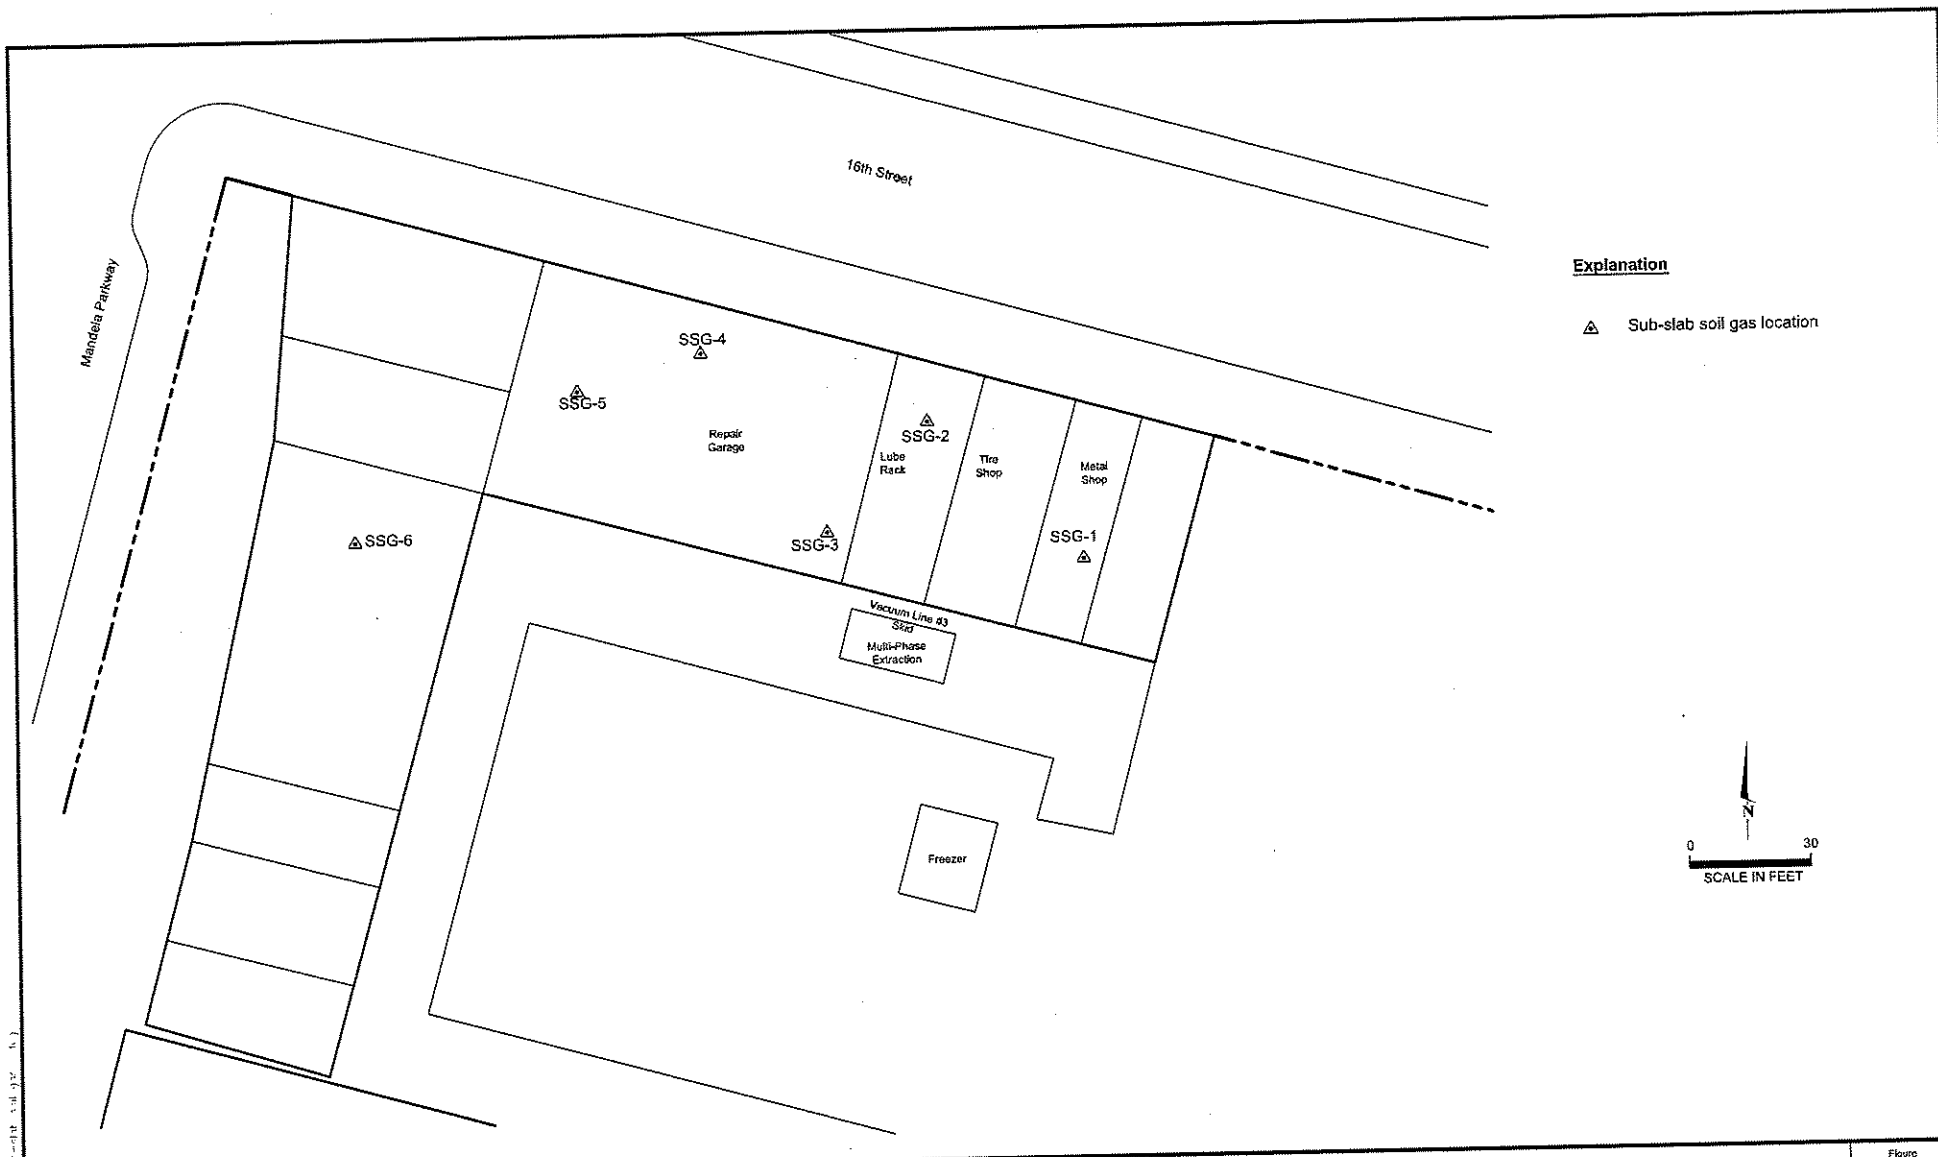 16th Street
Mandela Parkway
Explanation
Sub-slab soil gas location
SSG-4
SSG-5
SSG-2
Repair
Garage
Lube
Rack
Tire
Shop
Metal
Shop
SSG-6
SSG-3
SSG-1
Vacuum Line #3
Skid
Multi-Phase
Extraction
Freezer
N
0 30
SCALE IN FEET
Figure